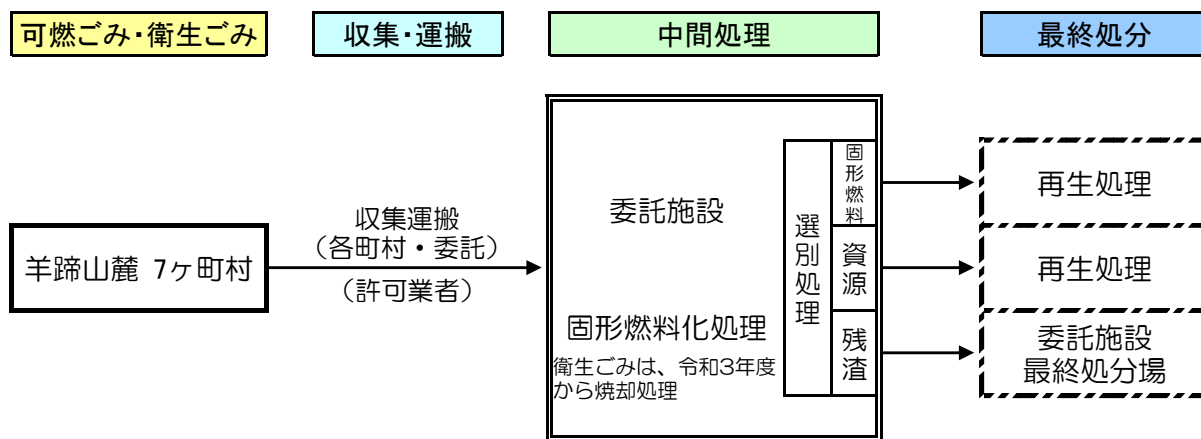 可燃ごみ・衛生ごみ
収集・運搬
中間処理
最終処分
羊蹄山麓 7ヶ町村
収集運搬
（各町村・委託）
（許可業者）
委託施設
固形燃料化処理
衛生ごみは、令和3年度
から焼却処理
選別処理
固形燃料
資源
残渣
再生処理
再生処理
委託施設
最終処分場